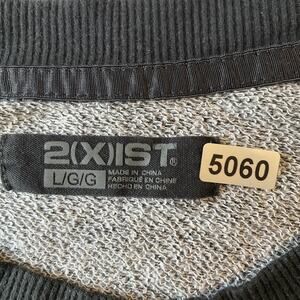 2(X)IST®
L/G/G
MADE IN CHINA
FABRIQUÉ EN CHINE
HECHO EN CHINA
5060